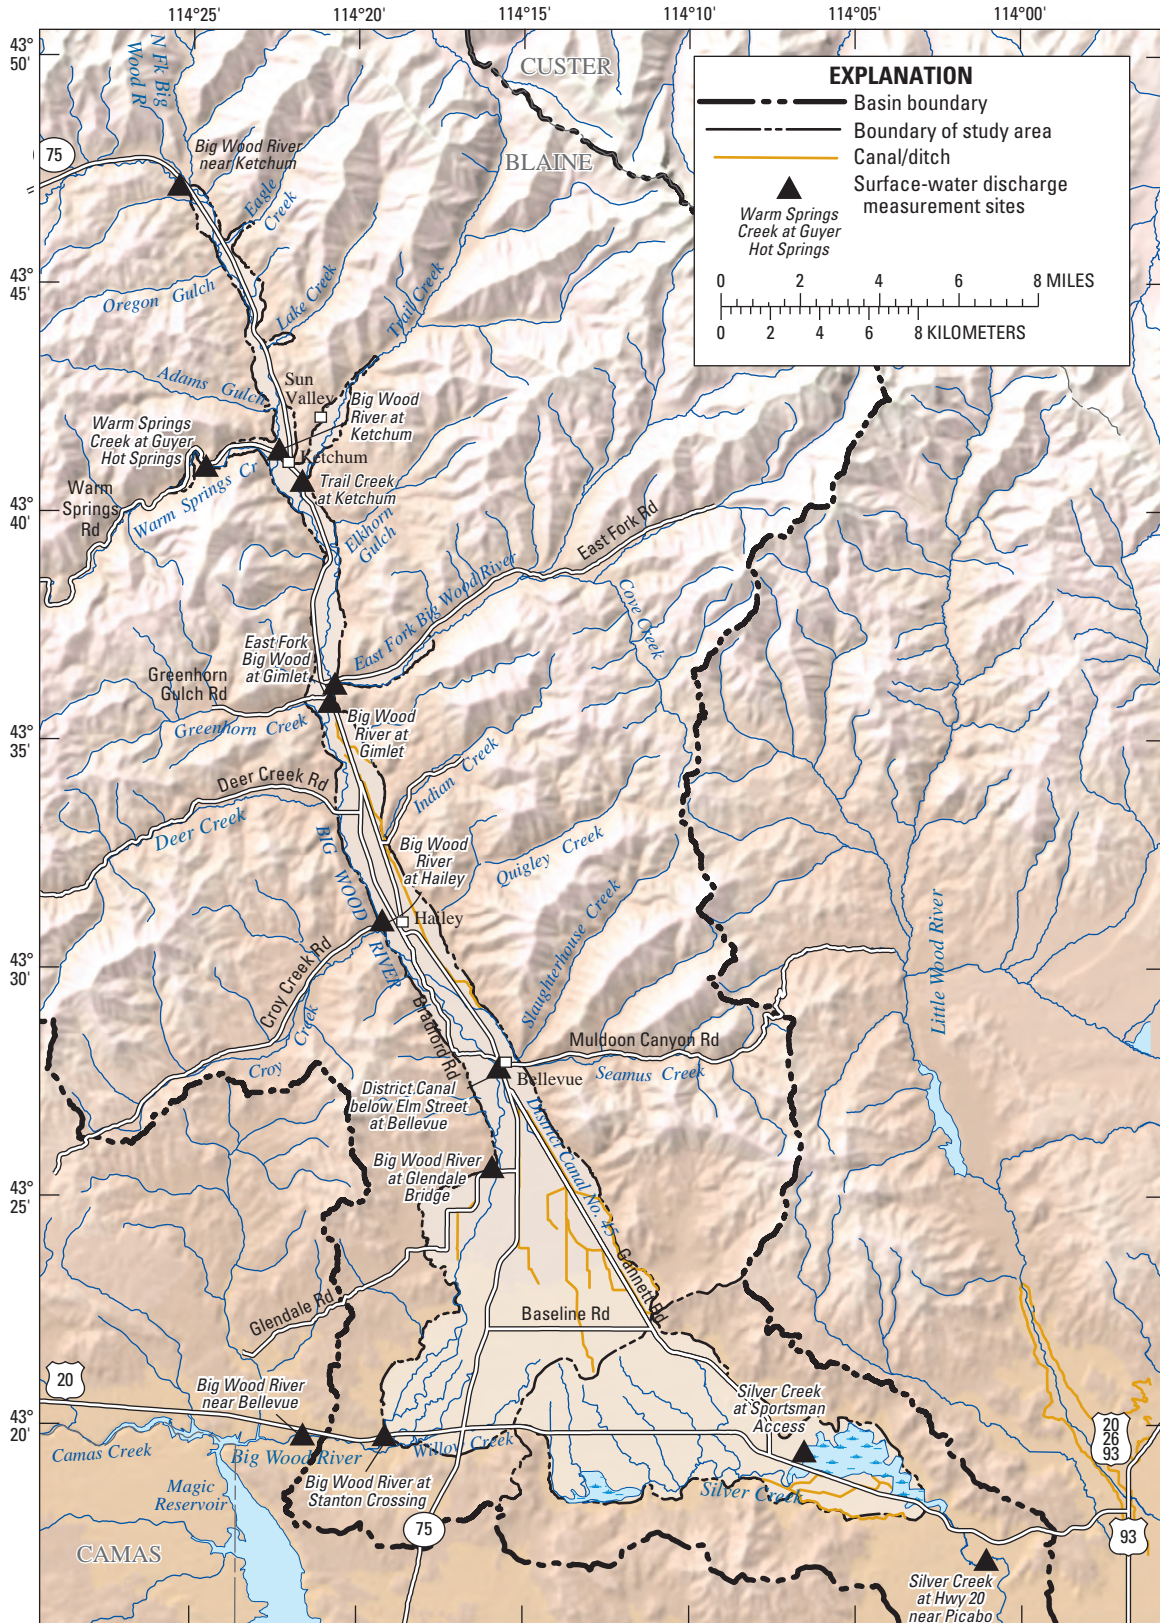 114°25'
114°20'
114°15'
114°10'
114°05'
114°00'
43°
50'
43°
45'
43°
40'
43°
35'
43°
30'
43°
25'
43°
20'
EXPLANATION
Basin boundary
Boundary of study area
Canal/ditch
Surface-water discharge
measurement sites
Warm Springs
Creek at Guyer
Hot Springs
0 2 4 6 8 MILES
0 2 4 6 8 KILOMETERS
CUSTER
BLAINE
N Fk Big
Wood R
75
Big Wood River
near Ketchum
Eagle
Creek
Oregon Gulch
Lake Creek
Trail Creek
Adams Gulch
Sun
Valley
Big Wood
River at
Ketchum
Warm Springs
Creek at Guyer
Hot Springs
Ketchum
Warm Springs Cr
Trail Creek
at Ketchum
Warm
Springs
Rd
Elkhorn
Gulch
East Fork Rd
East Fork Big Wood River
Cove Creek
East Fork
Big Wood
at Gimlet
Greenhorn
Gulch Rd
Greenhorn Creek
Big Wood
River at
Gimlet
Deer Creek Rd
Deer Creek
Indian Creek
BIG WOOD RIVER
Big Wood
River
at Hailey
Quigley Creek
Hailey
Slaughterhouse Creek
Croy Creek Rd
Croy Creek
Bradford Rd
Little Wood River
Muldoon Canyon Rd
Seamus Creek
Bellevue
District Canal
below Elm Street
at Bellevue
District Canal No. 45
Big Wood River
at Glendale
Bridge
Gannett Rd
Glendale Rd
Baseline Rd
20
Big Wood River
near Bellevue
Silver Creek
at Sportsman
Access
20
26
93
Camas Creek
Big Wood River
Willow Creek
Magic
Reservoir
Big Wood River at
Stanton Crossing
Silver Creek
75
93
CAMAS
Silver Creek
at Hwy 20
near Picabo